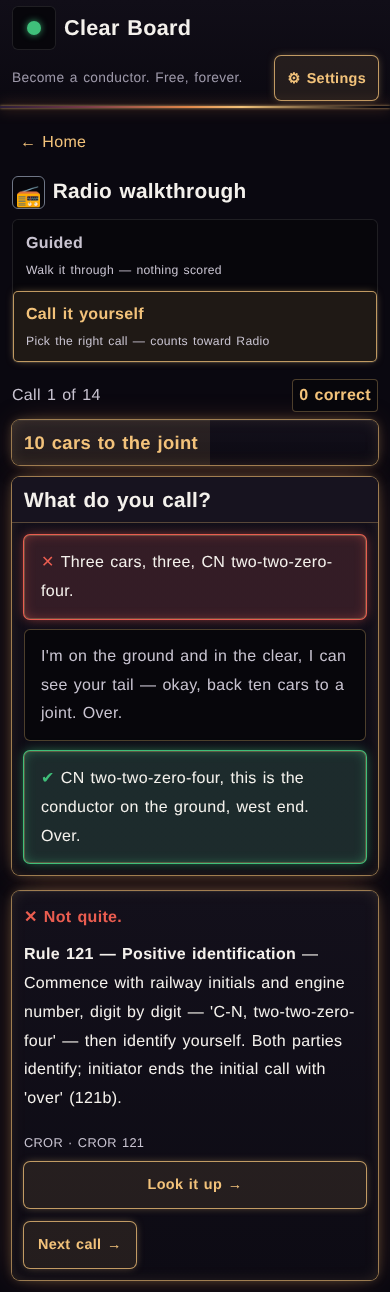 Clear Board
Become a conductor. Free, forever.
⚙ Settings
← Home
📻 Radio walkthrough
Guided
Walk it through — nothing scored
Call it yourself
Pick the right call — counts toward Radio
Call 1 of 14
0 correct
10 cars to the joint
What do you call?
✕ Three cars, three, CN two-two-zero-
four.
I'm on the ground and in the clear, I can
see your tail — okay, back ten cars to a
joint. Over.
✔ CN two-two-zero-four, this is the
conductor on the ground, west end.
Over.
✕ Not quite.
Rule 121 — Positive identification —
Commence with railway initials and engine
number, digit by digit — 'C-N, two-two-zero-
four' — then identify yourself. Both parties
identify; initiator ends the initial call with
'over' (121b).
CROR · CROR 121
Look it up →
Next call →